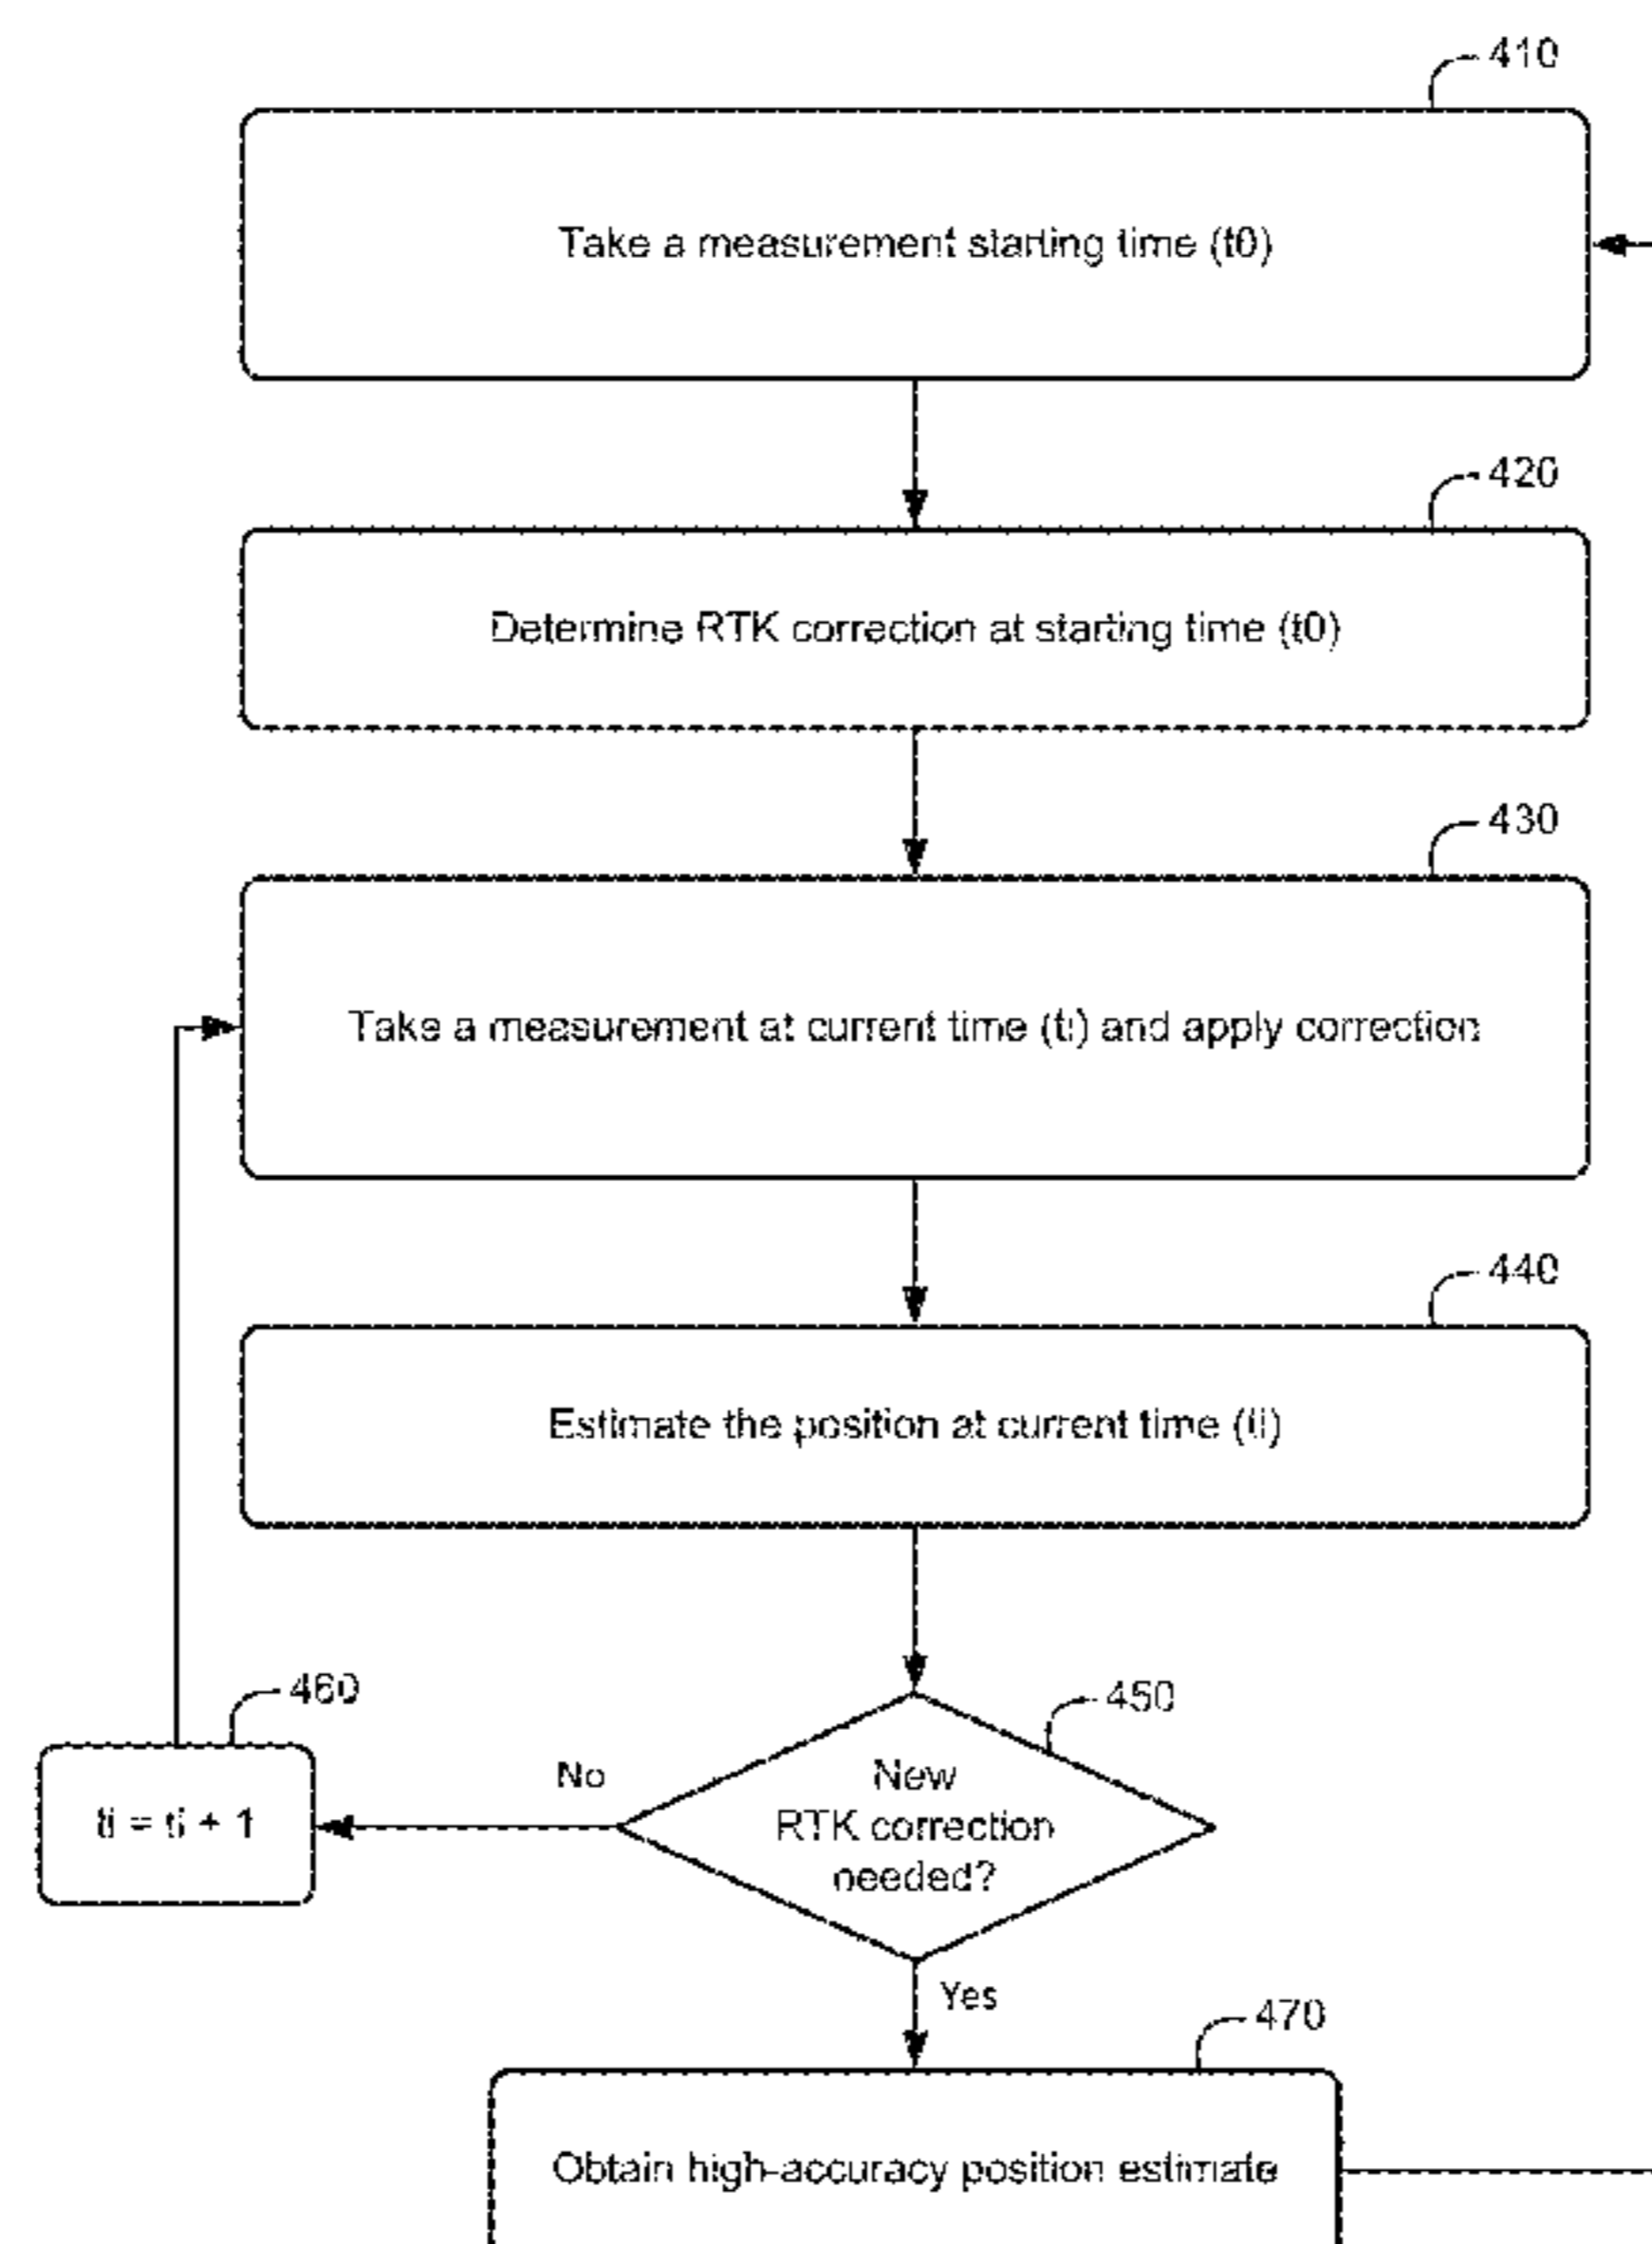 410
Take a measurement starting time (t0)
420
Determine RTK correction at starting time (t0)
430
Take a measurement at current time (ti) and apply correction
440
Estimate the position at current time (ti)
460
450
ti = ti + 1
No
New
RTK correction
needed?
Yes
470
Obtain high-accuracy position estimate